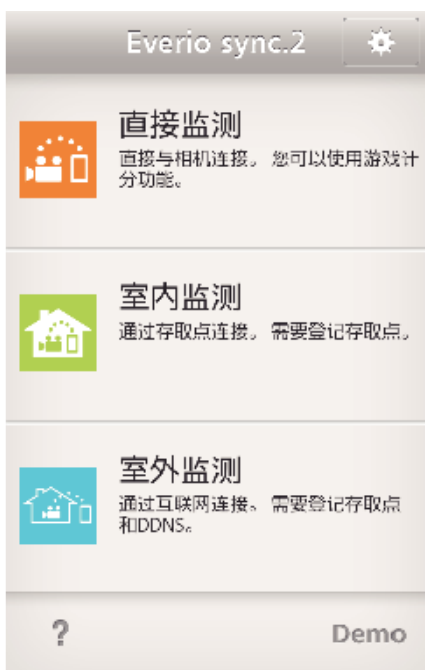 Everio sync.2
直接监测
直接与相机连接。 您可以使用游戏计
分功能。
室内监测
通过存取点连接。 需要登记存取点。
室外监测
通过互联网连接。 需要登记存取点
和DDNS。
?
Demo